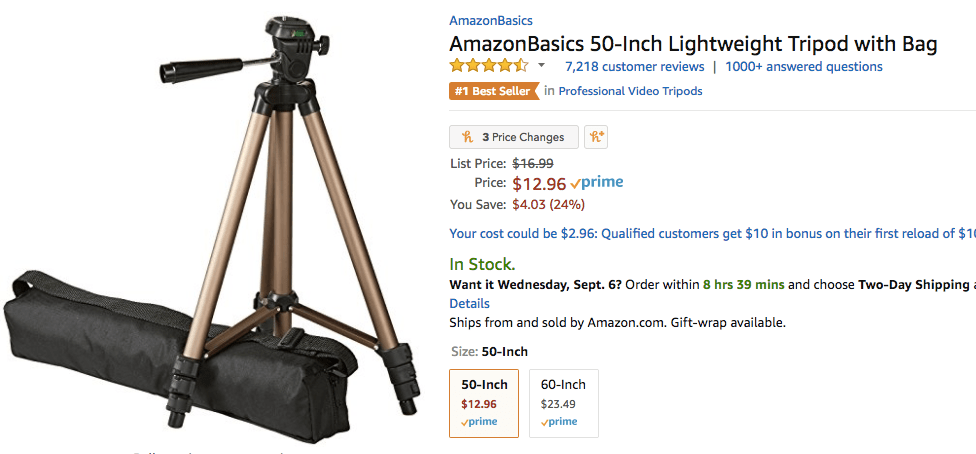 AmazonBasics
AmazonBasics 50-Inch Lightweight Tripod with Bag
7,218 customer reviews | 1000+ answered questions
#1 Best Seller in Professional Video Tripods
3 Price Changes
List Price: $16.99
Price: $12.96 prime
You Save: $4.03 (24%)
Your cost could be $2.96: Qualified customers get $10 in bonus on their first reload of
In Stock.
Want it Wednesday, Sept. 6? Order within 8 hrs 39 mins and choose Two-Day Shipping
Details
Ships from and sold by Amazon.com. Gift-wrap available.
Size: 50-Inch
50-Inch 60-Inch
$12.96 $23.49
prime prime